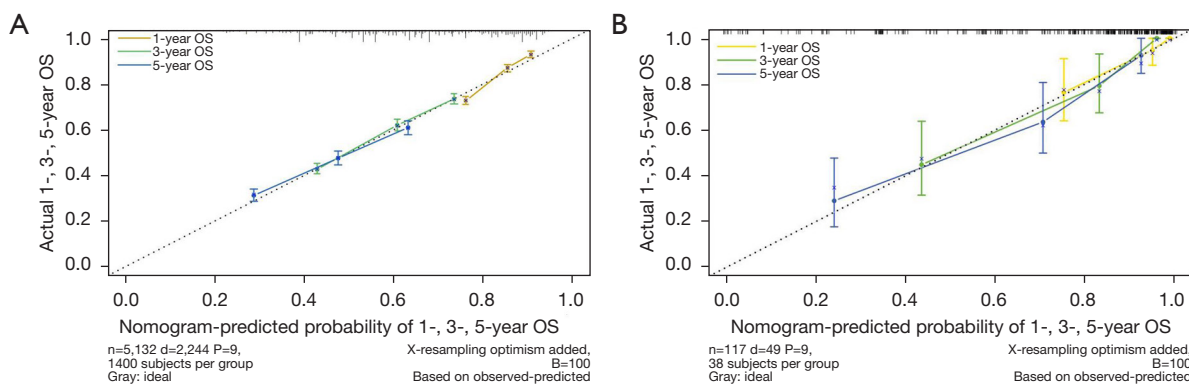 A
1.0
0.8
0.6
0.4
0.2
0.0
Actual 1-, 3-, 5-year OS
1-year OS
3-year OS
5-year OS
0.0 0.2 0.4 0.6 0.8 1.0
Nomogram-predicted probability of 1-, 3-, 5-year OS
n=5,132 d=2,244 P=9,
1400 subjects per group
Gray: ideal
X-resampling optimism added,
B=100
Based on observed-predicted
B
1.0
0.8
0.6
0.4
0.2
0.0
Actual 1-, 3-, 5-year OS
1-year OS
3-year OS
5-year OS
0.0 0.2 0.4 0.6 0.8 1.0
Nomogram-predicted probability of 1-, 3-, 5-year OS
n=117 d=49 P=9,
38 subjects per group
Gray: ideal
X-resampling optimism added,
B=100
Based on observed-predicted